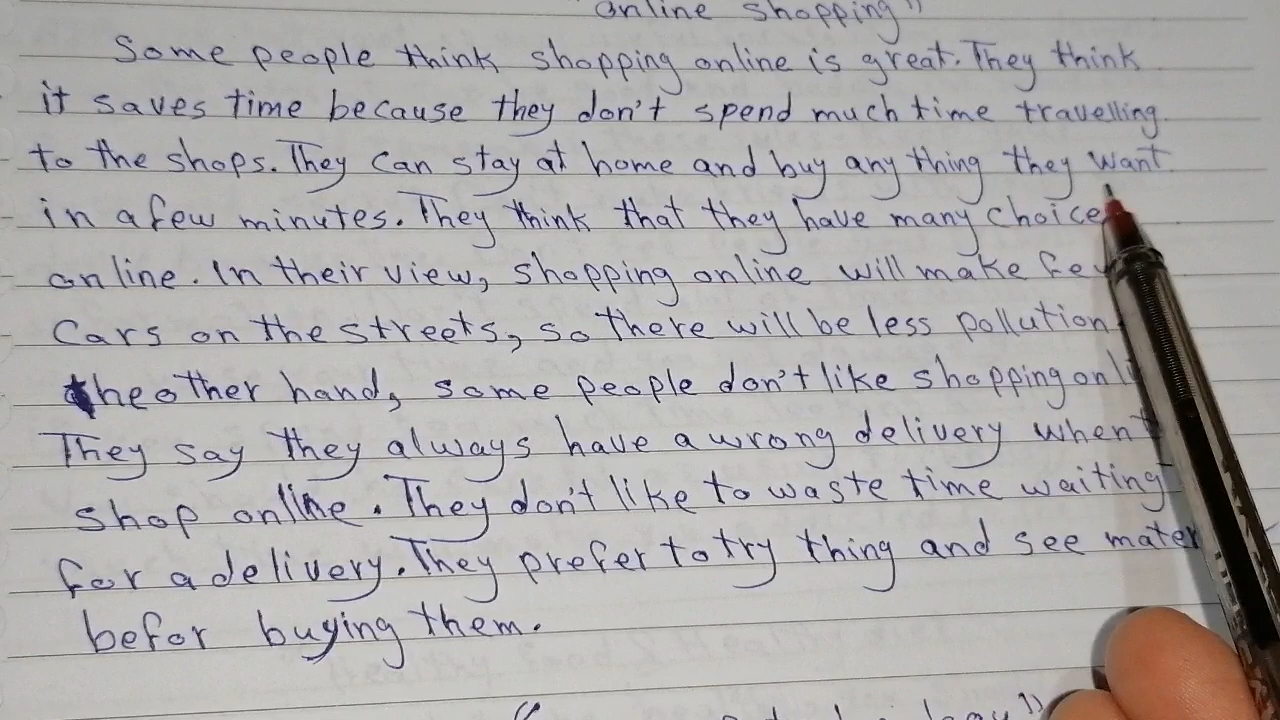 online shopping"
Some people think shopping online is great. They think
it saves time because they don't spend much time travelling
to the shops. They can stay at home and buy any thing they want
in a few minutes. They think that they have many choice
online. In their view, shopping online will make
cars on the streets, so there will be less pollution
the other hand, some people don't like shopping
They say they always have a wrong delivery when
shop online. They don't like to waste time waiting
for a delivery. They prefer to try thing and see
befor buying them.